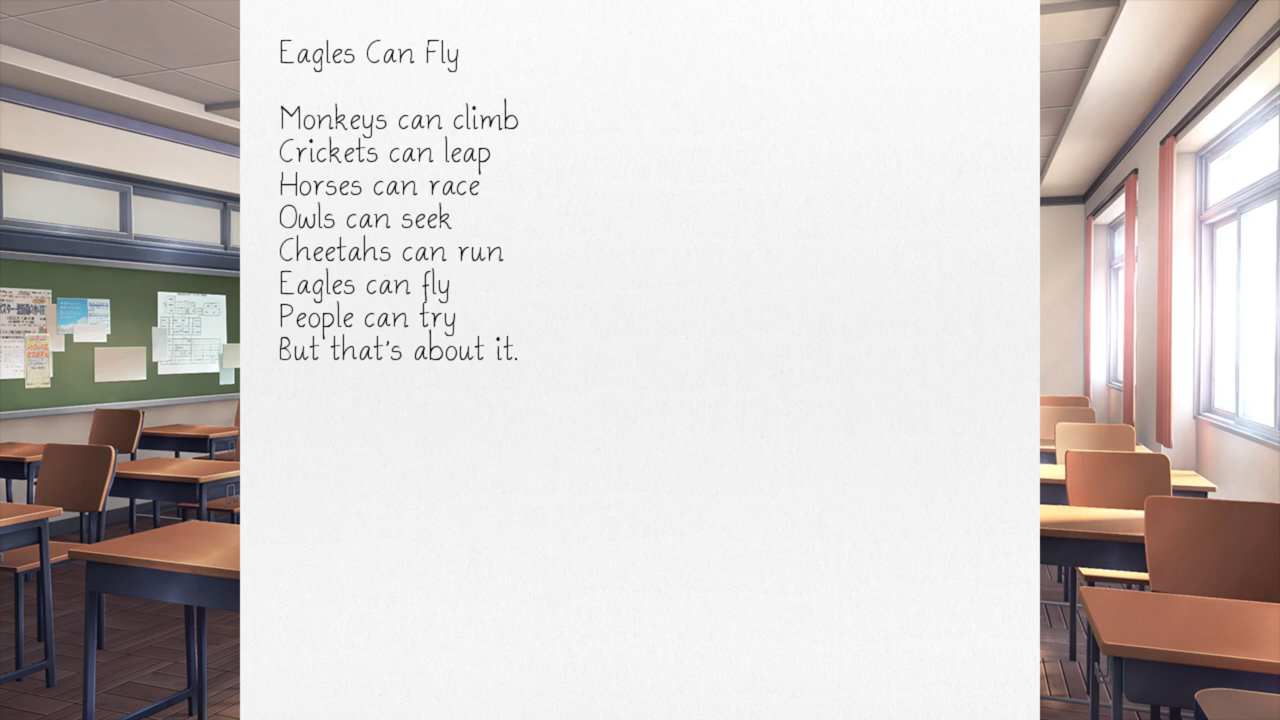 Eagles Can Fly
Monkeys can climb
Crickets can leap
Horses can race
Owls can seek
Cheetahs can run
Eagles can fly
People can try
But that's about it.